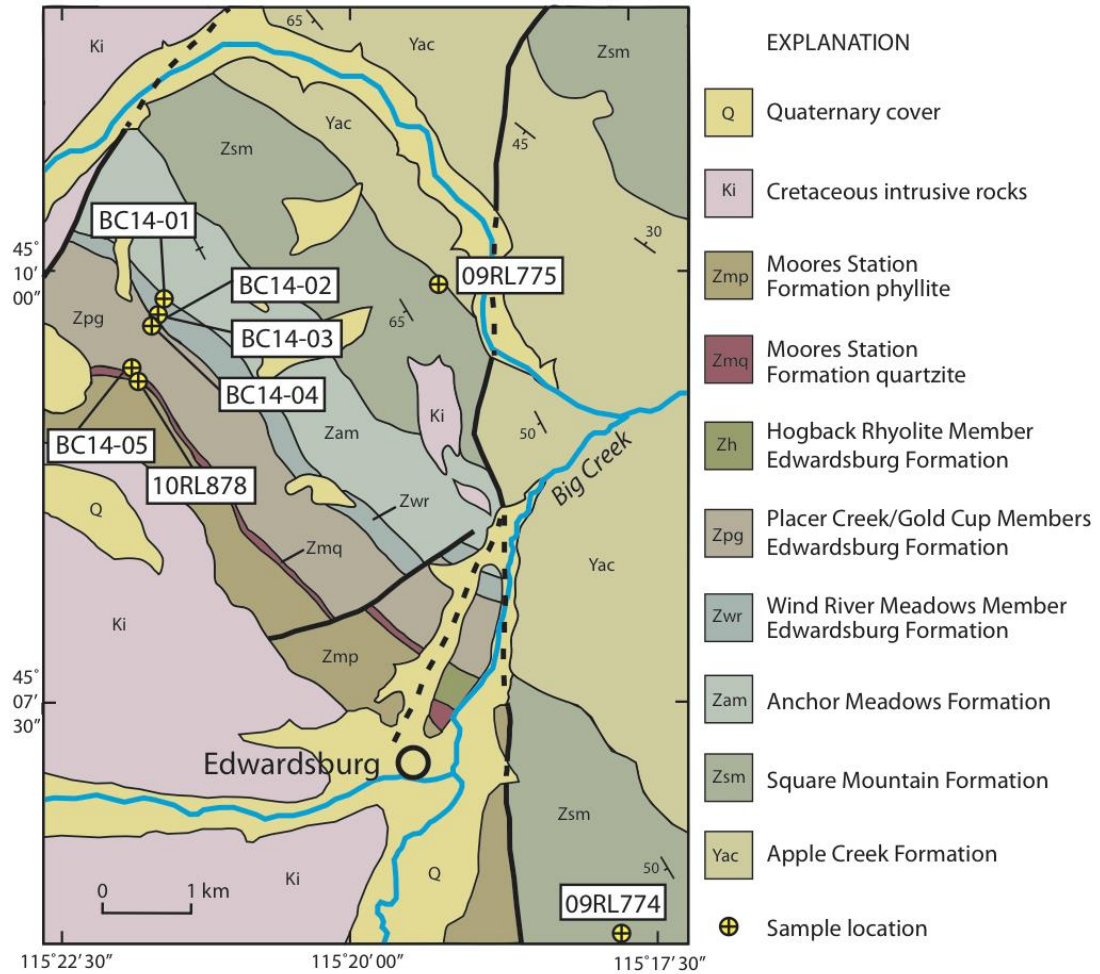 65
Ki
Yac
Zsm
Yac
45
Zsm
BC14-01
30
45°
10'
00"
BC14-02
09RL775
BC14-03
65
Zpg
BC14-04
Ki
Zam
50
BC14-05
10RL878
Big Creek
Q
Zwr
Zmq
Yac
Ki
Zmp
45°
07'
30"
Edwardsburg
Zsm
50
0 1 km
Ki
Q
09RL774
115°22'30"
115°20'00"
115°17'30"
EXPLANATION
Q Quaternary cover
Ki Cretaceous intrusive rocks
Zmp Moores Station
Formation phyllite
Zmq Moores Station
Formation quartzite
Zh Hogback Rhyolite Member
Edwardsburg Formation
Zpg Placer Creek/Gold Cup Members
Edwardsburg Formation
Zwr Wind River Meadows Member
Edwardsburg Formation
Zam Anchor Meadows Formation
Zsm Square Mountain Formation
Yac Apple Creek Formation
Sample location